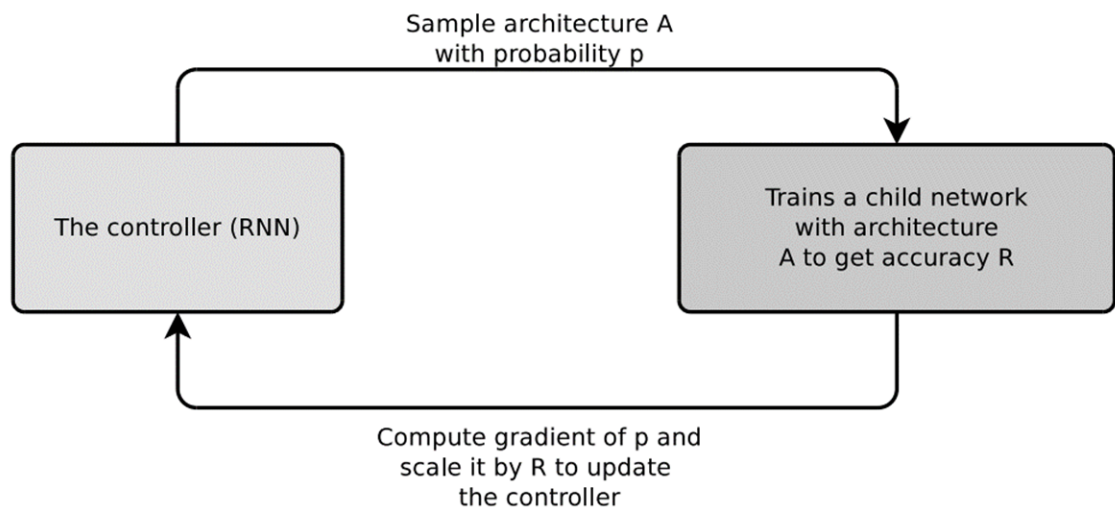 Sample architecture A
with probability p
The controller (RNN)
Trains a child network
with architecture
A to get accuracy R
Compute gradient of p and
scale it by R to update
the controller